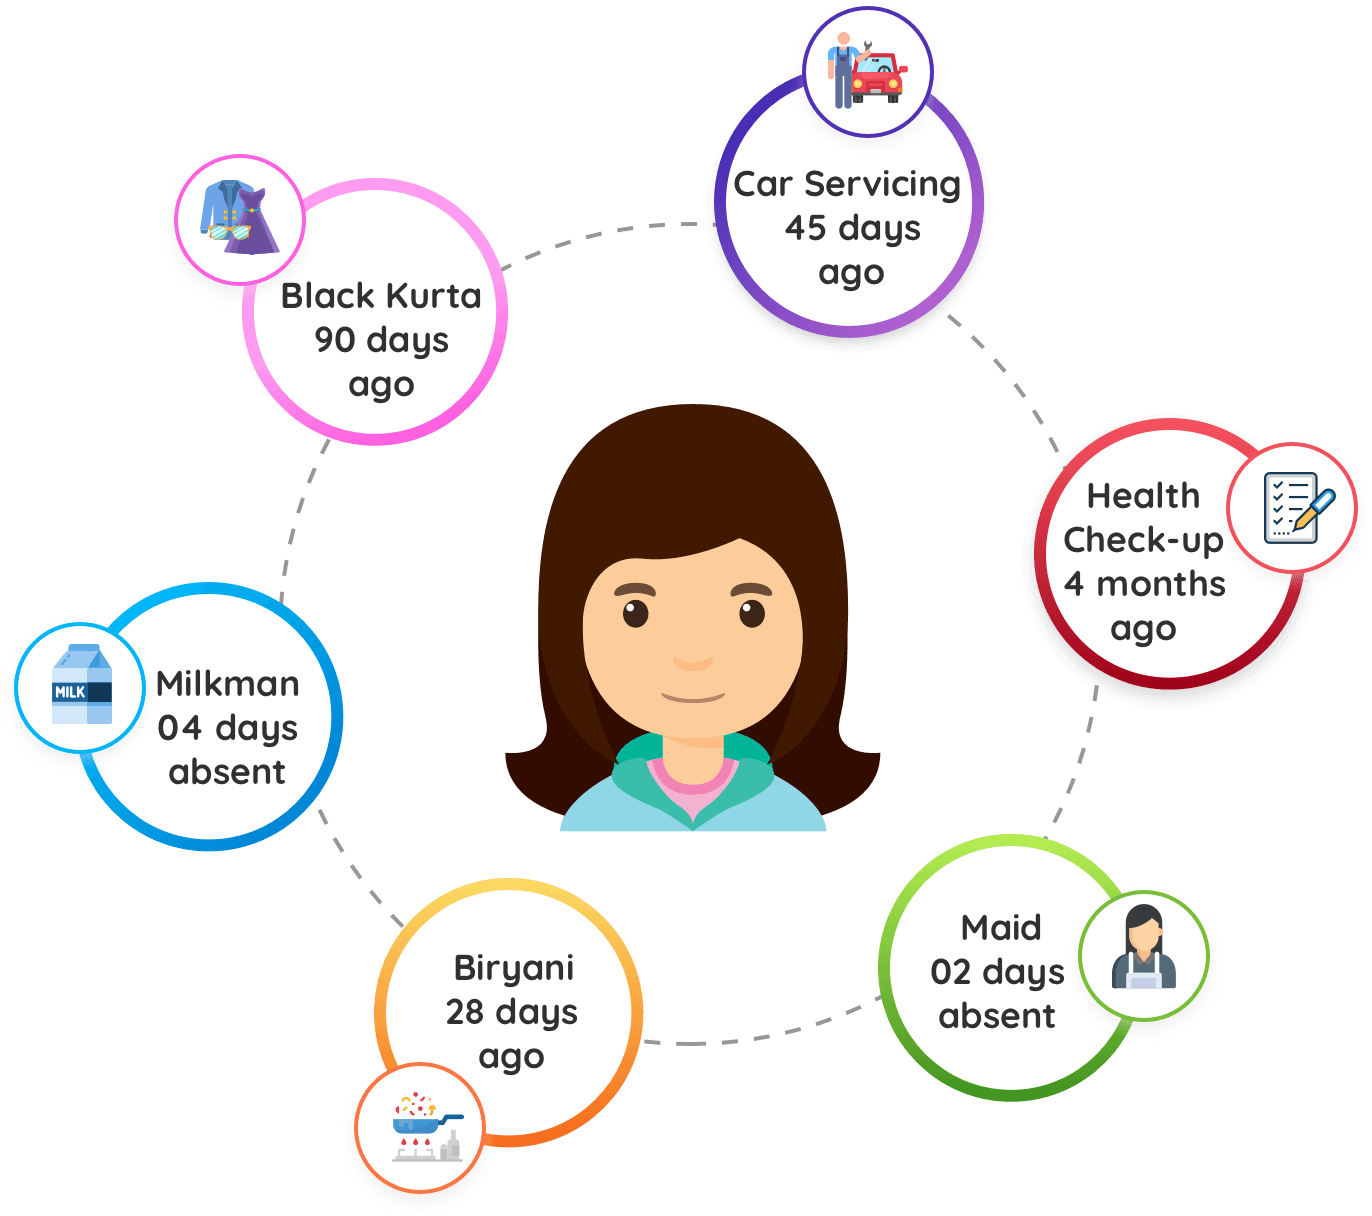 Car Servicing
45 days
ago
Black Kurta
90 days
ago
Health
Check-up
4 months
ago
Milkman
04 days
absent
MILK
Maid
02 days
absent
Biryani
28 days
ago